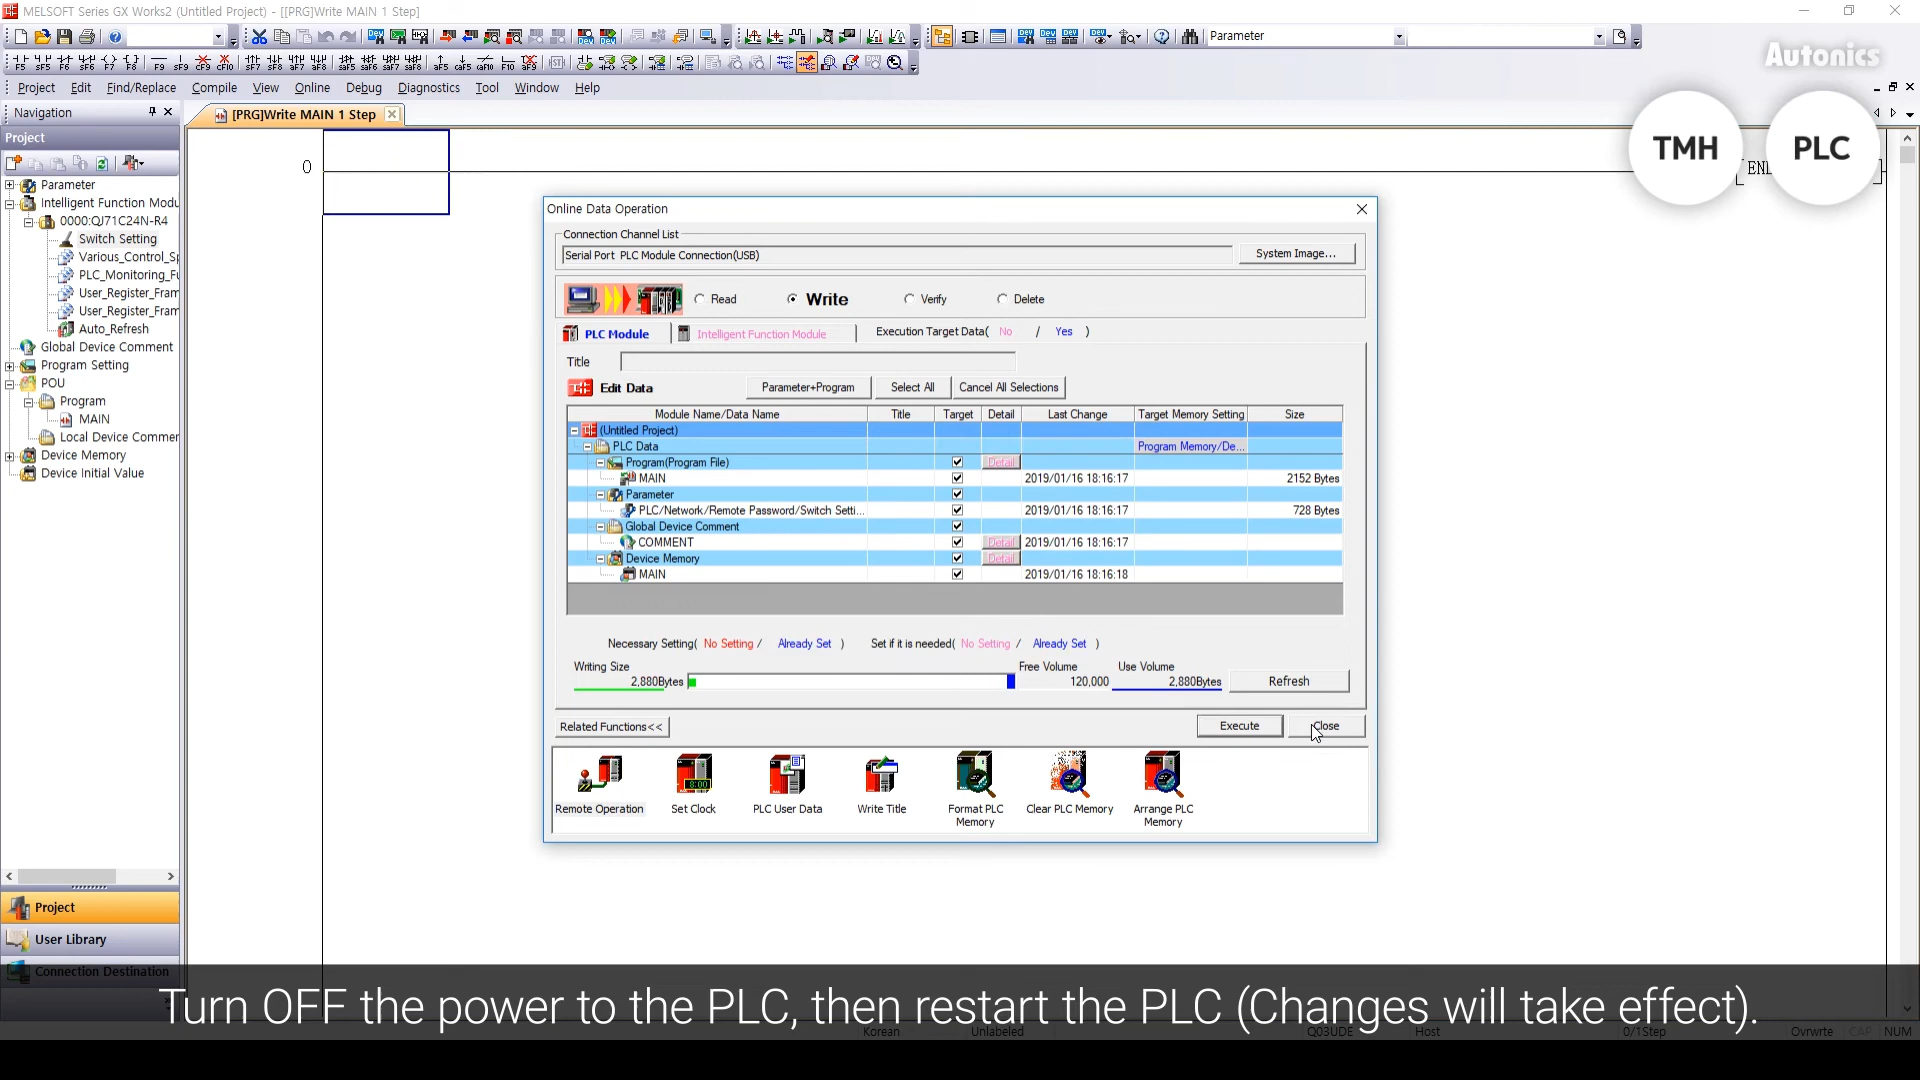 MELSOFT Series GX Works2 (Untitled Project) - [[PRG]Write MAIN 1 Step]
Parameter
Autonics
Project Edit Find/Replace Compile View Online Debug Diagnostics Tool Window Help
Navigation
[PRG]Write MAIN 1 Step
TMH
PLC
Project
0
Parameter
Intelligent Function Modu
0000:QJ71C24N-R4
Switch Setting
Various_Control_Sp
PLC_Monitoring_Fu
User_Register_Fram
User_Register_Fram
Auto_Refresh
Global Device Comment
Program Setting
POU
Program
MAIN
Local Device Commer
Device Memory
Device Initial Value
Project
User Library
Connection Destination
Online Data Operation
Connection Channel List
Serial Port PLC Module Connection(USB)
System Image...
Read Write Verify Delete
PLC Module Intelligent Function Module Execution Target Data( No / Yes )
Title
Edit Data Parameter+Program Select All Cancel All Selections
Module Name/Data Name Title Target Detail Last Change Target Memory Setting Size
(Untitled Project)
PLC Data Program Memory/De...
Program(Program File) Detail
MAIN 2019/01/16 18:16:17 2152 Bytes
Parameter
PLC/Network/Remote Password/Switch Setti... 2019/01/16 18:16:17 728 Bytes
Global Device Comment
COMMENT Detail 2019/01/16 18:16:17
Device Memory Detail
MAIN 2019/01/16 18:16:18
Necessary Setting( No Setting / Already Set ) Set if it is needed( No Setting / Already Set )
Writing Size Free Volume Use Volume
2,880Bytes 120,000 2,880Bytes Refresh
Related Functions<< Execute Close
Remote Operation Set Clock PLC User Data Write Title Format PLC Memory Clear PLC Memory Arrange PLC Memory
Turn OFF the power to the PLC, then restart the PLC (Changes will take effect).
Korean Unlabeled Q03UDE Host 0/1Step Ovrwrte CAP NUM